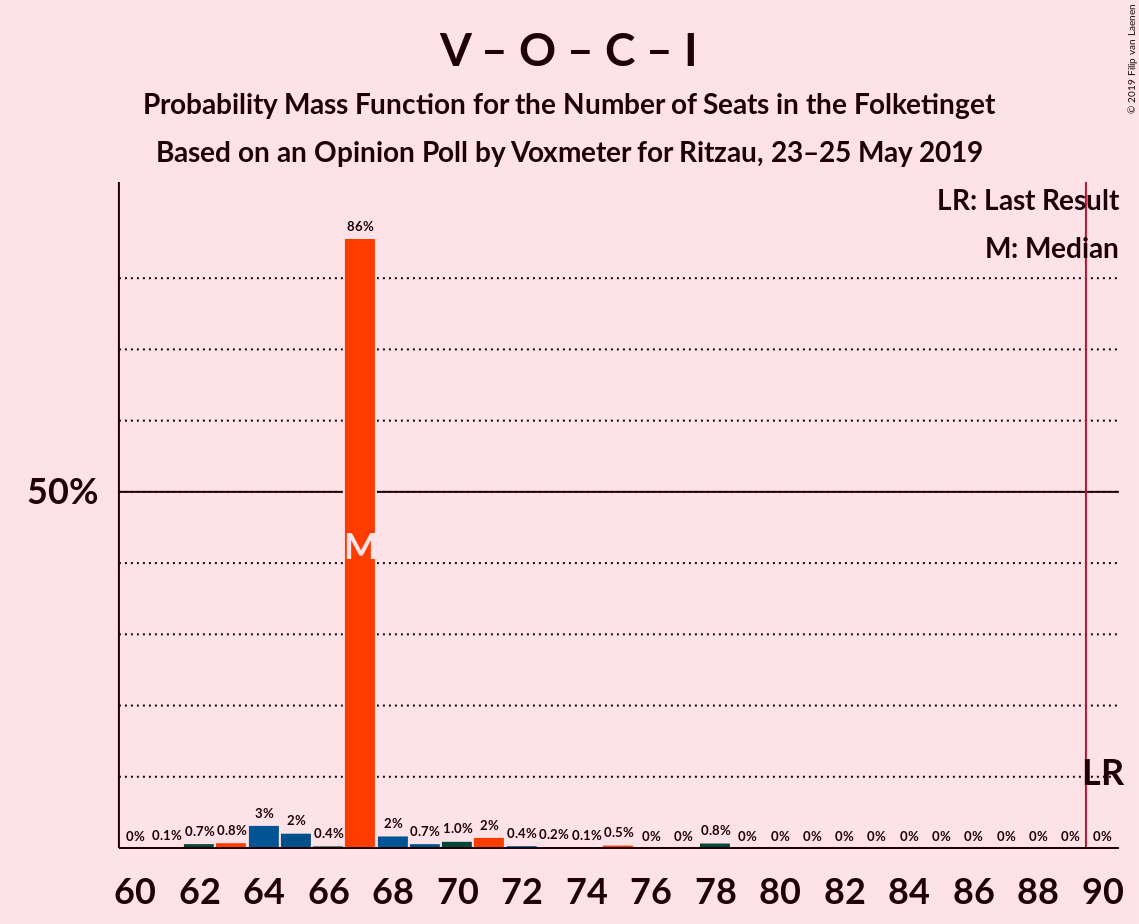 V – O – C – I
Probability Mass Function for the Number of Seats in the Folketinget
Based on an Opinion Poll by Voxmeter for Ritzau, 23–25 May 2019
© 2019 Filip van Laenen
LR: Last Result
M: Median
86%
50%
M
LR
0% 0.1% 0.7% 0.8% 3% 2% 0.4% 2% 0.7% 1.0% 2% 0.4% 0.2% 0.1% 0.5% 0% 0% 0.8% 0% 0% 0% 0% 0% 0% 0% 0% 0% 0% 0% 0%
60 62 64 66 68 70 72 74 76 78 80 82 84 86 88 90